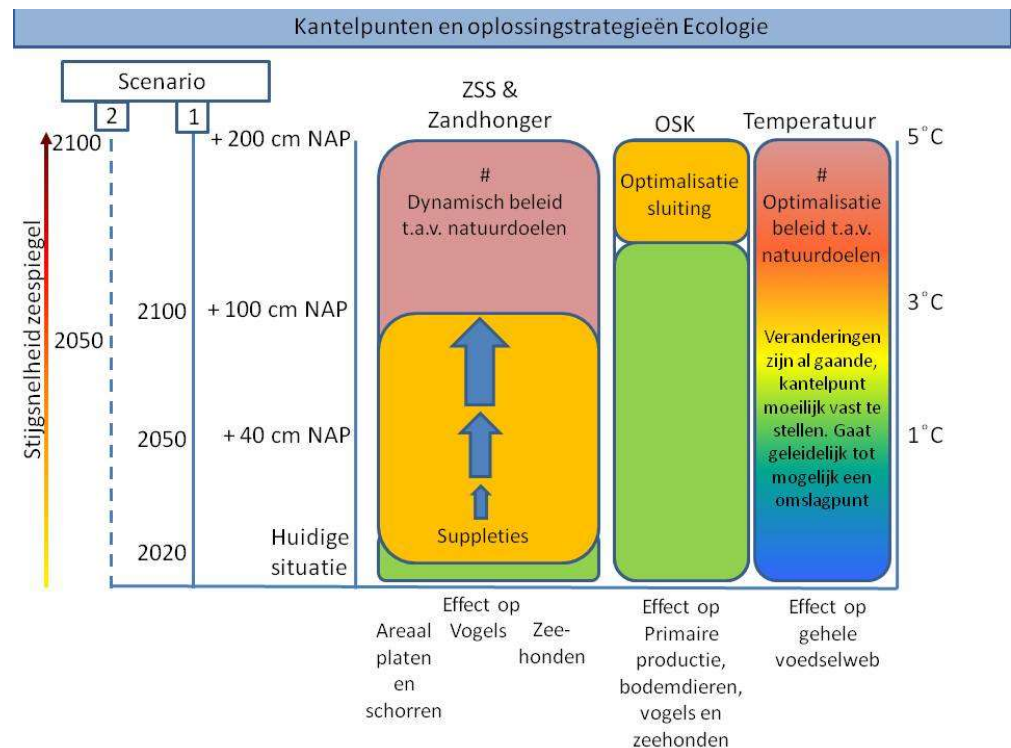 Kantelpunten en oplossingstrategieën Ecologie
Scenario
2
1
ZSS &
Zandhonger
OSK
Temperatuur
Stijgsnelheid zeespiegel
2100
+ 200 cm NAP
5°C
#
Dynamisch beleid
t.a.v. natuurdoelen
Optimalisatie
sluiting
#
Optimalisatie
beleid t.a.v.
natuurdoelen
2100
+ 100 cm NAP
3°C
2050
Veranderingen
zijn al gaande,
kantelpunt
moeilijk vast te
stellen. Gaat
geleidelijk tot
mogelijk een
omslagpunt
2050
+ 40 cm NAP
1°C
2020
Huidige
situatie
Suppleties
Effect op
Areaal
platen
en
schorren
Vogels
Zee-
honden
Effect op
Primaire
productie,
bodemdieren,
vogels en
zeehonden
Effect op
gehele
voedselweb